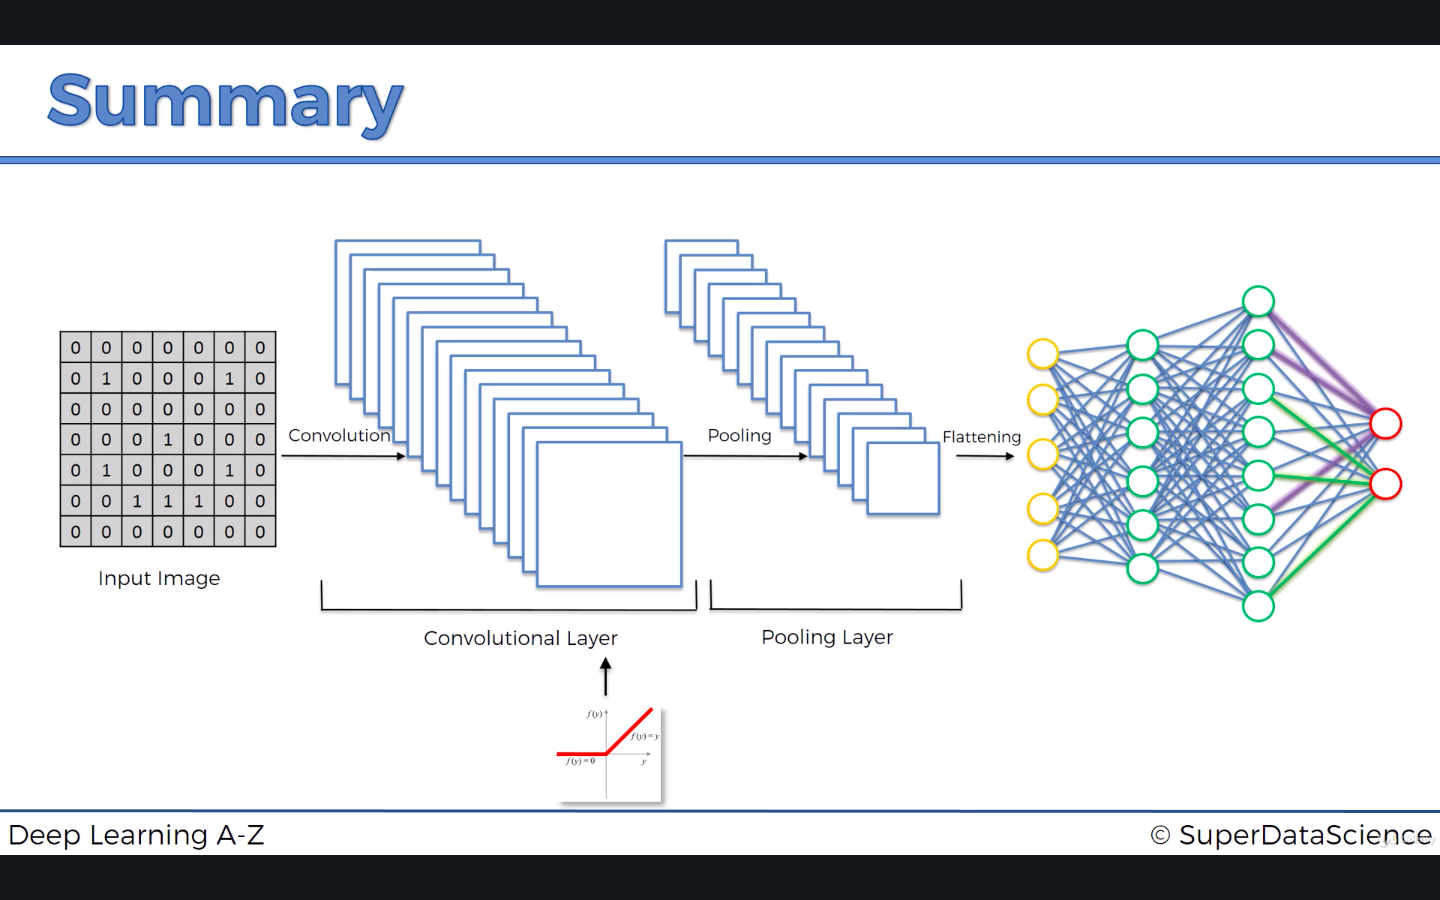 Summary
0 0 0 0 0 0 0
0 1 0 0 0 1 0
0 0 0 0 0 0 0
0 0 0 1 0 0 0
0 1 0 0 0 1 0
0 0 1 1 1 0 0
0 0 0 0 0 0 0
Input Image
Convolution
Pooling
Flattening
Convolutional Layer
Pooling Layer
f(y)
f(y) = y
f(y) = 0
y
Deep Learning A-Z
© SuperDataScience